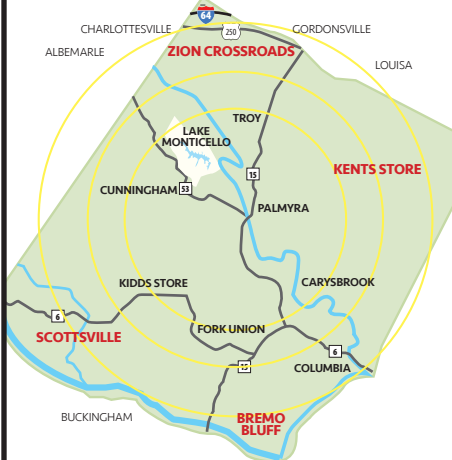 64
CHARLOTTESVILLE
250
GORDONSVILLE
ALBEMARLE
ZION CROSSROADS
LOUISA
TROY
LAKE
MONTICELLO
15
KENTS STORE
CUNNINGHAM
53
PALMYRA
KIDDS STORE
CARYSBROOK
6
FORK UNION
SCOTTSVILLE
6
15
COLUMBIA
BUCKINGHAM
BREMO
BLUFF